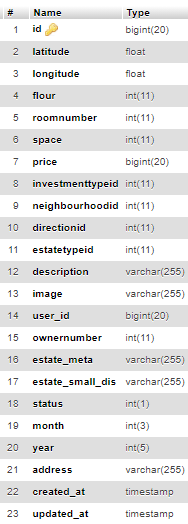 # Name Type
1 id bigint(20)
2 latitude float
3 longitude float
4 flour int(11)
5 roomnumber int(11)
6 space int(11)
7 price bigint(20)
8 investmenttypeid int(11)
9 neighbourhoodid int(11)
10 directionid int(11)
11 estatetypeid int(11)
12 description varchar(255)
13 image varchar(255)
14 user_id bigint(20)
15 ownernumber int(11)
16 estate_meta varchar(255)
17 estate_small_dis varchar(255)
18 status int(1)
19 month int(3)
20 year int(5)
21 address varchar(255)
22 created_at timestamp
23 updated_at timestamp